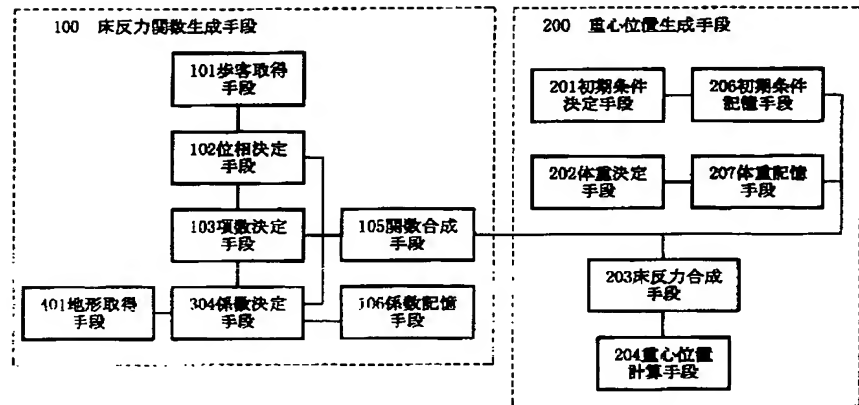 100 床反力関数生成手段
101歩客取得
手段
102位相決定
手段
103項数決定
手段
105関数合成
手段
401地形取得
手段
304係数決定
手段
106係数記憶
手段
200 重心位置生成手段
201初期条件
決定手段
206初期条件
記憶手段
202体重決定
手段
207体重記憶
手段
203床反力合成
手段
204重心位置
計算手段